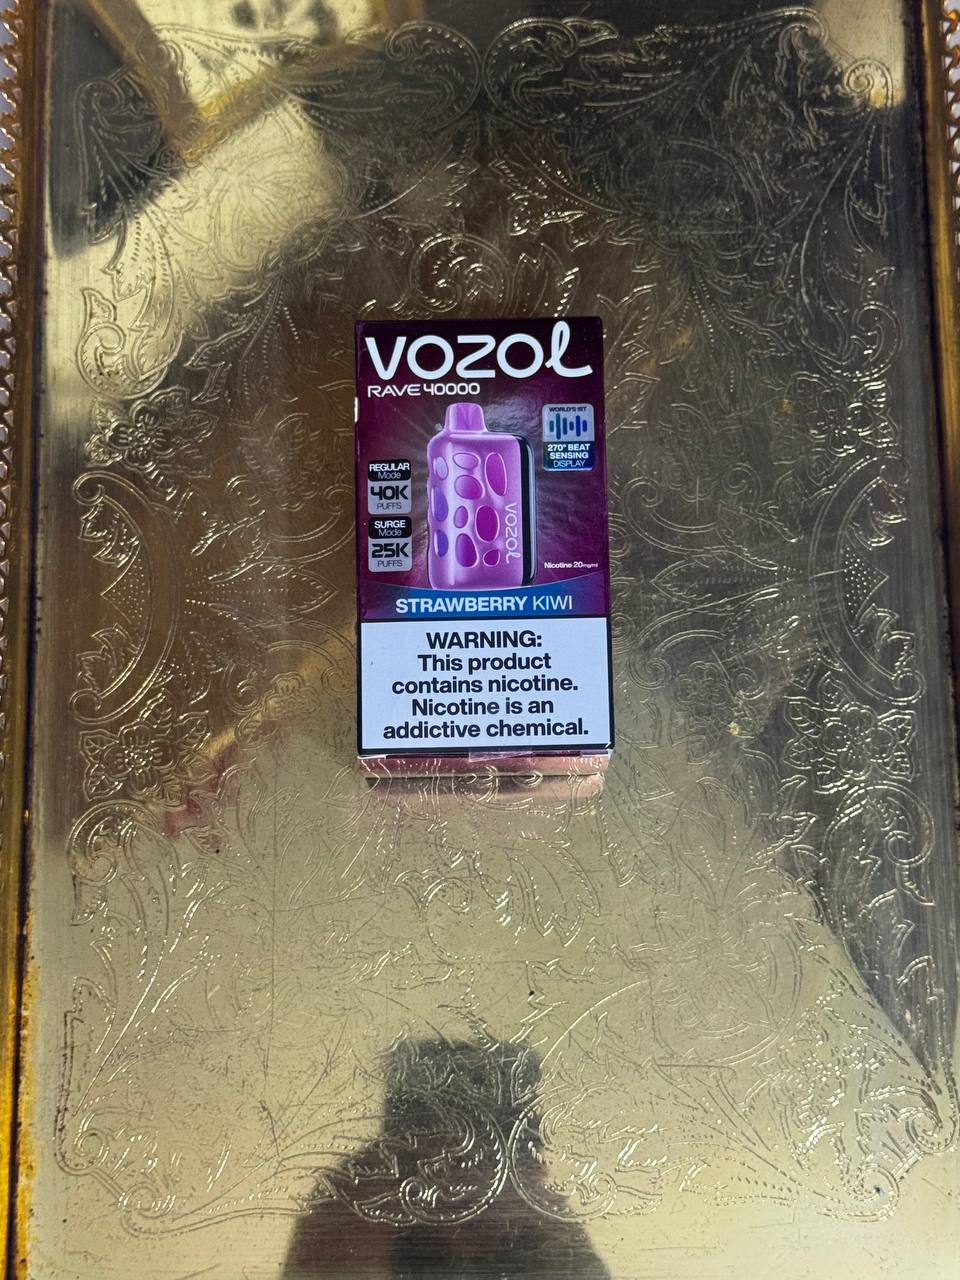 VOZOL
RAVE 40000
WORLD'S 1ST
270° BEAT
SENSING
DISPLAY
REGULAR
Mode
40K
PUFFS
SURGE
Mode
25K
PUFFS
VOZOL
Nicotine 20mg/ml
STRAWBERRY KIWI
WARNING:
This product
contains nicotine.
Nicotine is an
addictive chemical.